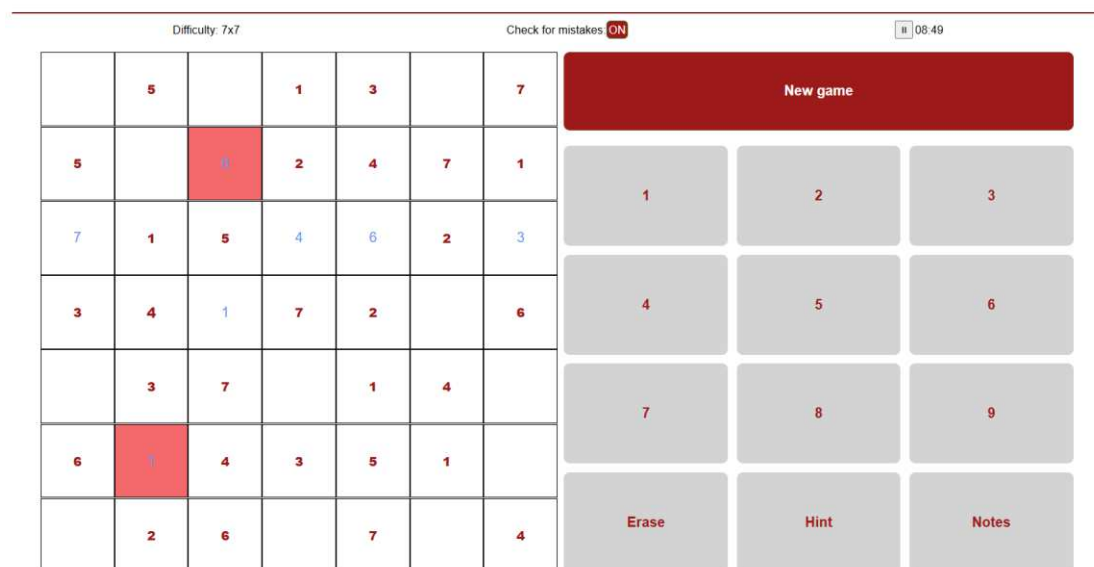 Difficulty: 7x7 Check for mistakes: ON 08:49
5 1 3 7
New game
5 2 4 7 1
1 2 3
7 1 5 4 6 2 3
3 4 1 7 2 6
4 5 6
3 7 1 4
7 8 9
6 4 3 5 1
2 6 7 4
Erase Hint Notes